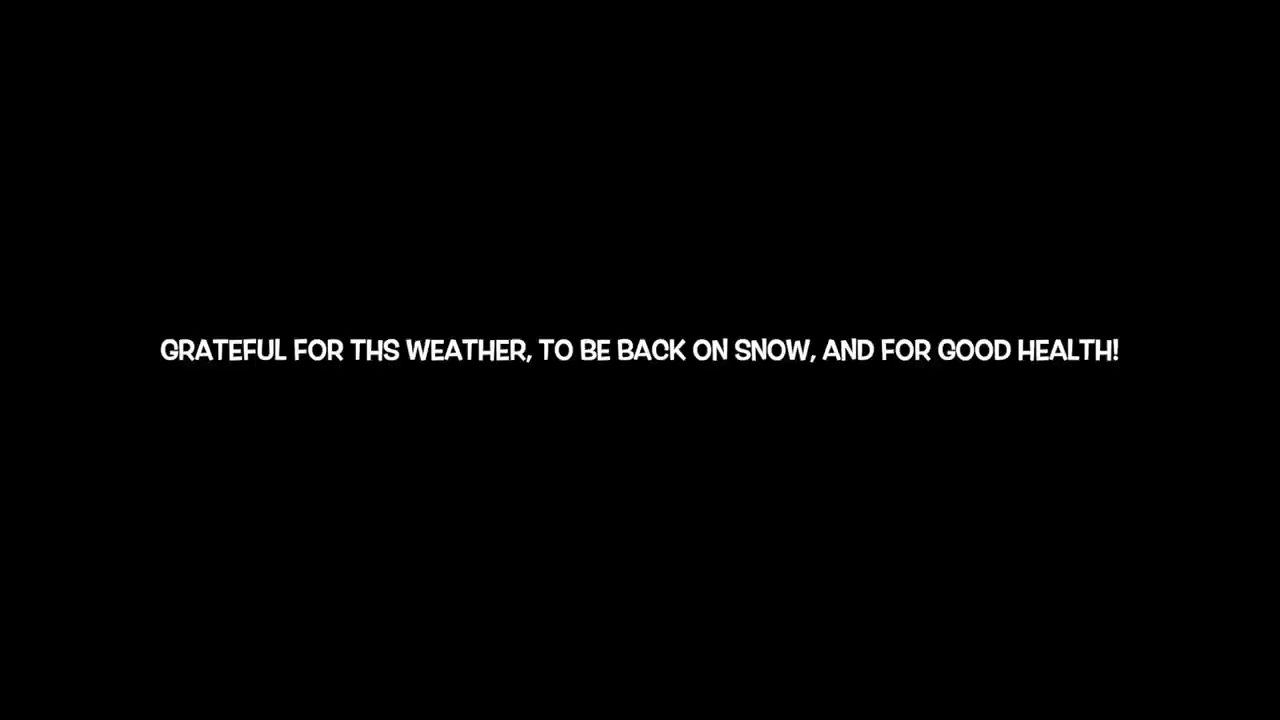 GRATEFUL FOR THS WEATHER, TO BE BACK ON SNOW, AND FOR GOOD HEALTH!